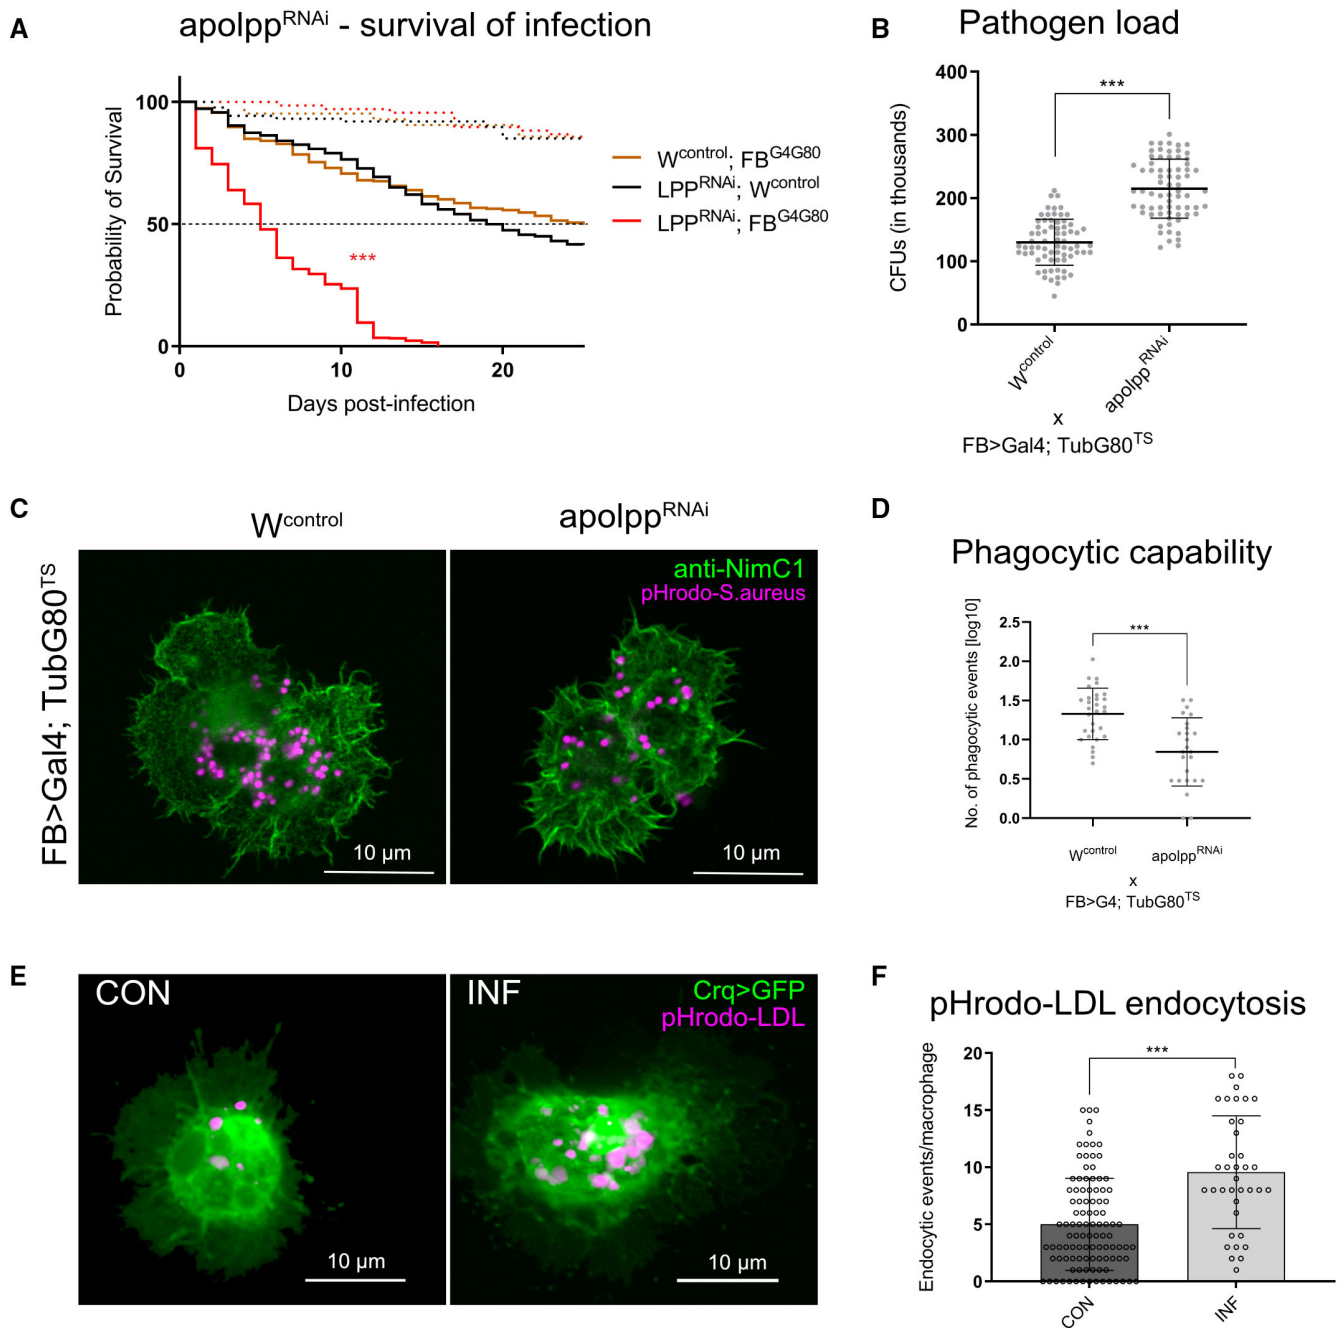 A
apolpp^RNAi - survival of infection
Probability of Survival
100
50
0
0
10
20
Days post-infection
***
W^control; FB^G4G80
LPP^RNAi; W^control
LPP^RNAi; FB^G4G80
B
Pathogen load
CFUs (in thousands)
400
300
200
100
0
***
W^control
apolpp^RNAi
x
FB>Gal4; TubG80^TS
C
W^control
apolpp^RNAi
FB>Gal4; TubG80^TS
anti-NimC1
pHrodo-S.aureus
10 µm
10 µm
D
Phagocytic capability
No. of phagocytic events [log10]
2.5
2.0
1.5
1.0
0.5
0.0
***
W^control
apolpp^RNAi
x
FB>G4; TubG80^TS
E
CON
INF
Crq>GFP
pHrodo-LDL
10 µm
10 µm
F
pHrodo-LDL endocytosis
Endocytic events/macrophage
20
15
10
5
0
***
CON
INF